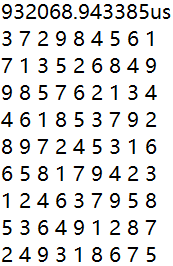 932068.943385us
3 7 2 9 8 4 5 6 1
7 1 3 5 2 6 8 4 9
9 8 5 7 6 2 1 3 4
4 6 1 8 5 3 7 9 2
8 9 7 2 4 5 3 1 6
6 5 8 1 7 9 4 2 3
1 2 4 6 3 7 9 5 8
5 3 6 4 9 1 2 8 7
2 4 9 3 1 8 6 7 5